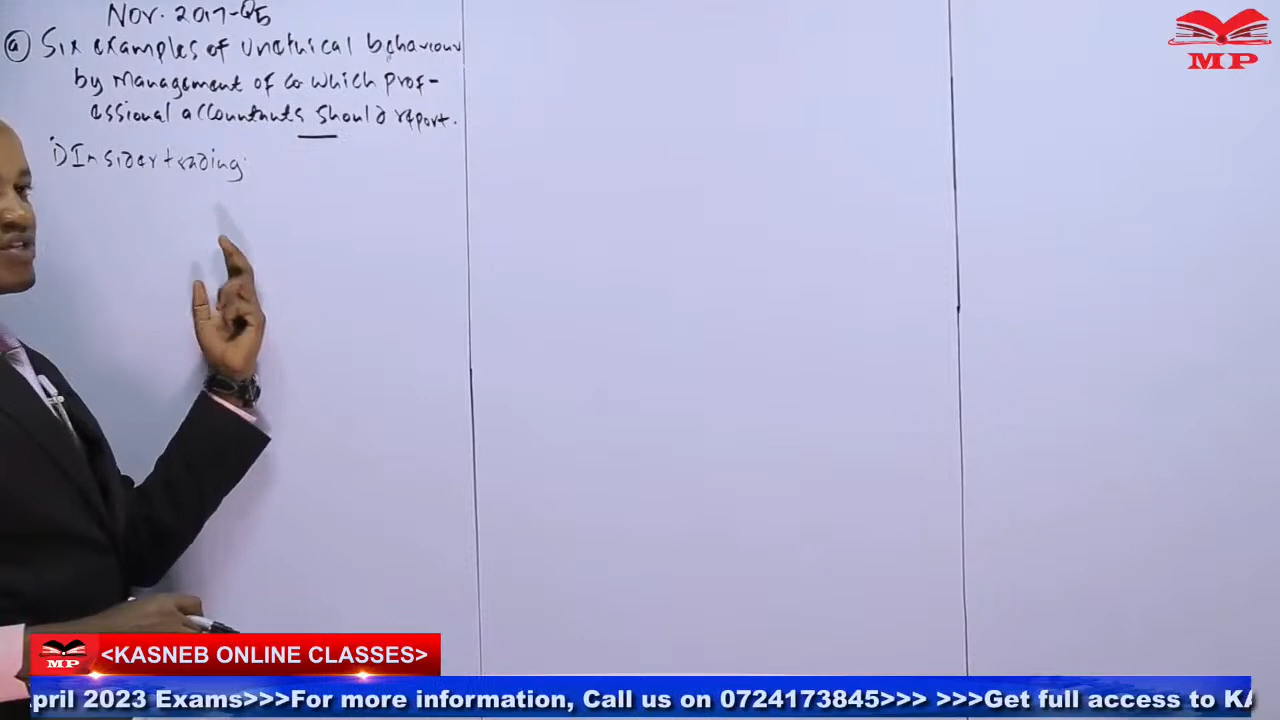 Nov. 2017-Q5
(a) Six examples of unethical behaviour
by Management of co which prof-
essional accountants should report.
i) Insider trading.
MP
MP
<KASNEB ONLINE CLASSES>
pril 2023 Exams>>>For more information, Call us on 0724173845>>> >>>Get full access to KA